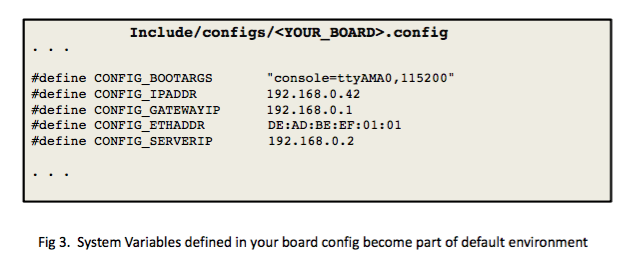 Include/configs/<YOUR_BOARD>.config
. . .
#define CONFIG_BOOTARGS "console=ttyAMA0,115200"
#define CONFIG_IPADDR 192.168.0.42
#define CONFIG_GATEWAYIP 192.168.0.1
#define CONFIG_ETHADDR DE:AD:BE:EF:01:01
#define CONFIG_SERVERIP 192.168.0.2
. . .
Fig 3. System Variables defined in your board config become part of default environment